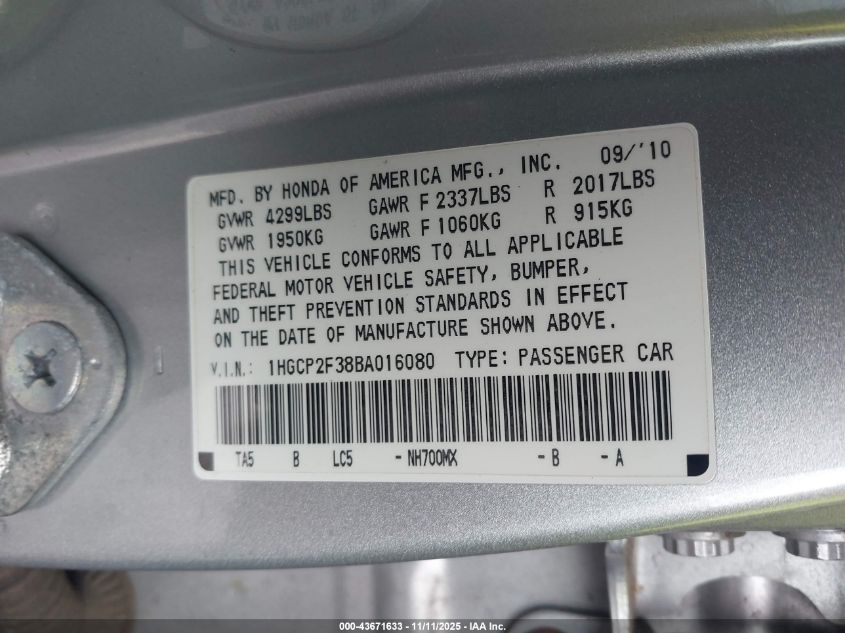 MFD. BY HONDA OF AMERICA MFG., INC. 09/'10
GVWR 4299LBS GAWR F 2337LBS R 2017LBS
GVWR 1950KG GAWR F 1060KG R 915KG
THIS VEHICLE CONFORMS TO ALL APPLICABLE
FEDERAL MOTOR VEHICLE SAFETY, BUMPER,
AND THEFT PREVENTION STANDARDS IN EFFECT
ON THE DATE OF MANUFACTURE SHOWN ABOVE.
V.I.N.: 1HGCP2F38BA016080 TYPE: PASSENGER CAR
TA5 B LC5 -NH700MX -B -A
000-43671633 - 11/11/2025 - IAA Inc.